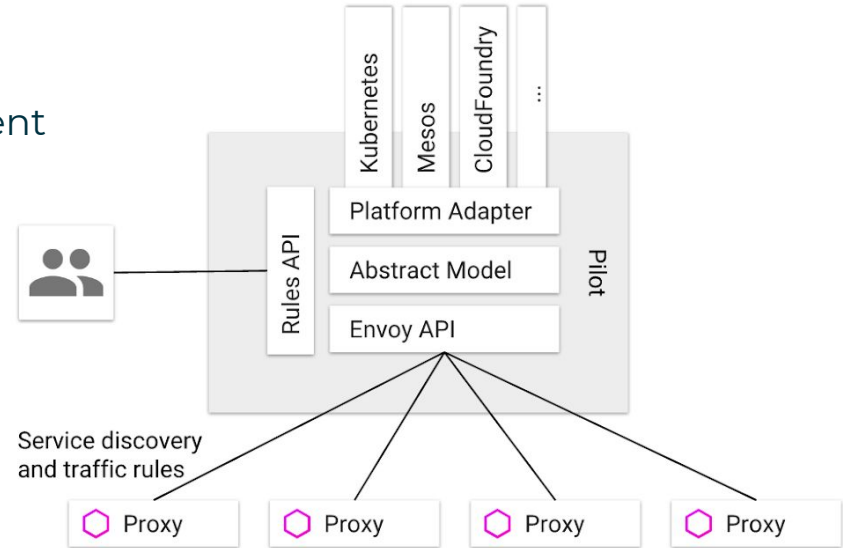 ent
Kubernetes
Mesos
CloudFoundry
...
Platform Adapter
Rules API
Abstract Model
Pilot
Envoy API
Service discovery
and traffic rules
Proxy
Proxy
Proxy
Proxy